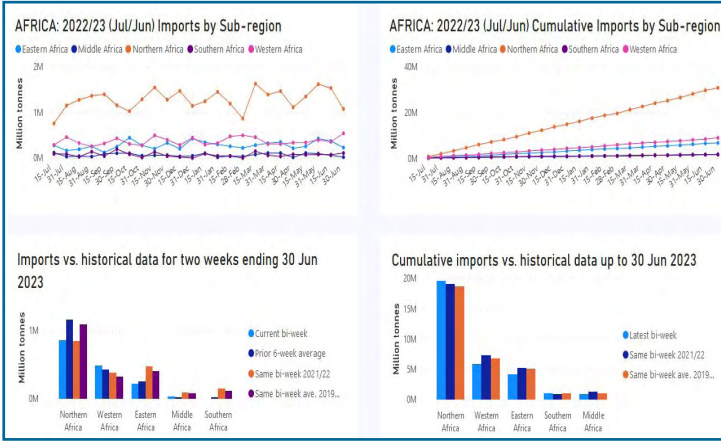 AFRICA: 2022/23 (Jul/Jun) Imports by Sub-region
Eastern Africa Middle Africa Northern Africa Southern Africa Western Africa
Million tonnes
2M
1M
0M
15-Jul 31-Jul 15-Aug 31-Aug 15-Sep 30-Sep 15-Oct 31-Oct 15-Nov 30-Nov 15-Dec 31-Dec 15-Jan 31-Jan 15-Feb 28-Feb 15-Mar 31-Mar 15-Apr 30-Apr 15-May 31-May 15-Jun 30-Jun
AFRICA: 2022/23 (Jul/Jun) Cumulative Imports by Sub-region
Eastern Africa Middle Africa Northern Africa Southern Africa Western Africa
Million tonnes
40M
20M
0M
15-Jul 31-Jul 15-Aug 31-Aug 15-Sep 30-Sep 15-Oct 31-Oct 15-Nov 30-Nov 15-Dec 31-Dec 15-Jan 31-Jan 15-Feb 28-Feb 15-Mar 31-Mar 15-Apr 30-Apr 15-May 31-May 15-Jun 30-Jun
Imports vs. historical data for two weeks ending 30 Jun
2023
Million tonnes
1M
0M
Northern Western Eastern Middle Southern
Africa Africa Africa Africa Africa
Current bi-week
Prior 6-week average
Same bi-week 2021/22
Same bi-week ave. 2019...
Cumulative imports vs. historical data up to 30 Jun 2023
Million tonnes
20M
15M
10M
5M
0M
Northern Western Eastern Southern Middle
Africa Africa Africa Africa Africa
Latest bi-week
Same bi-week 2021/22
Same bi-week ave. 2019...